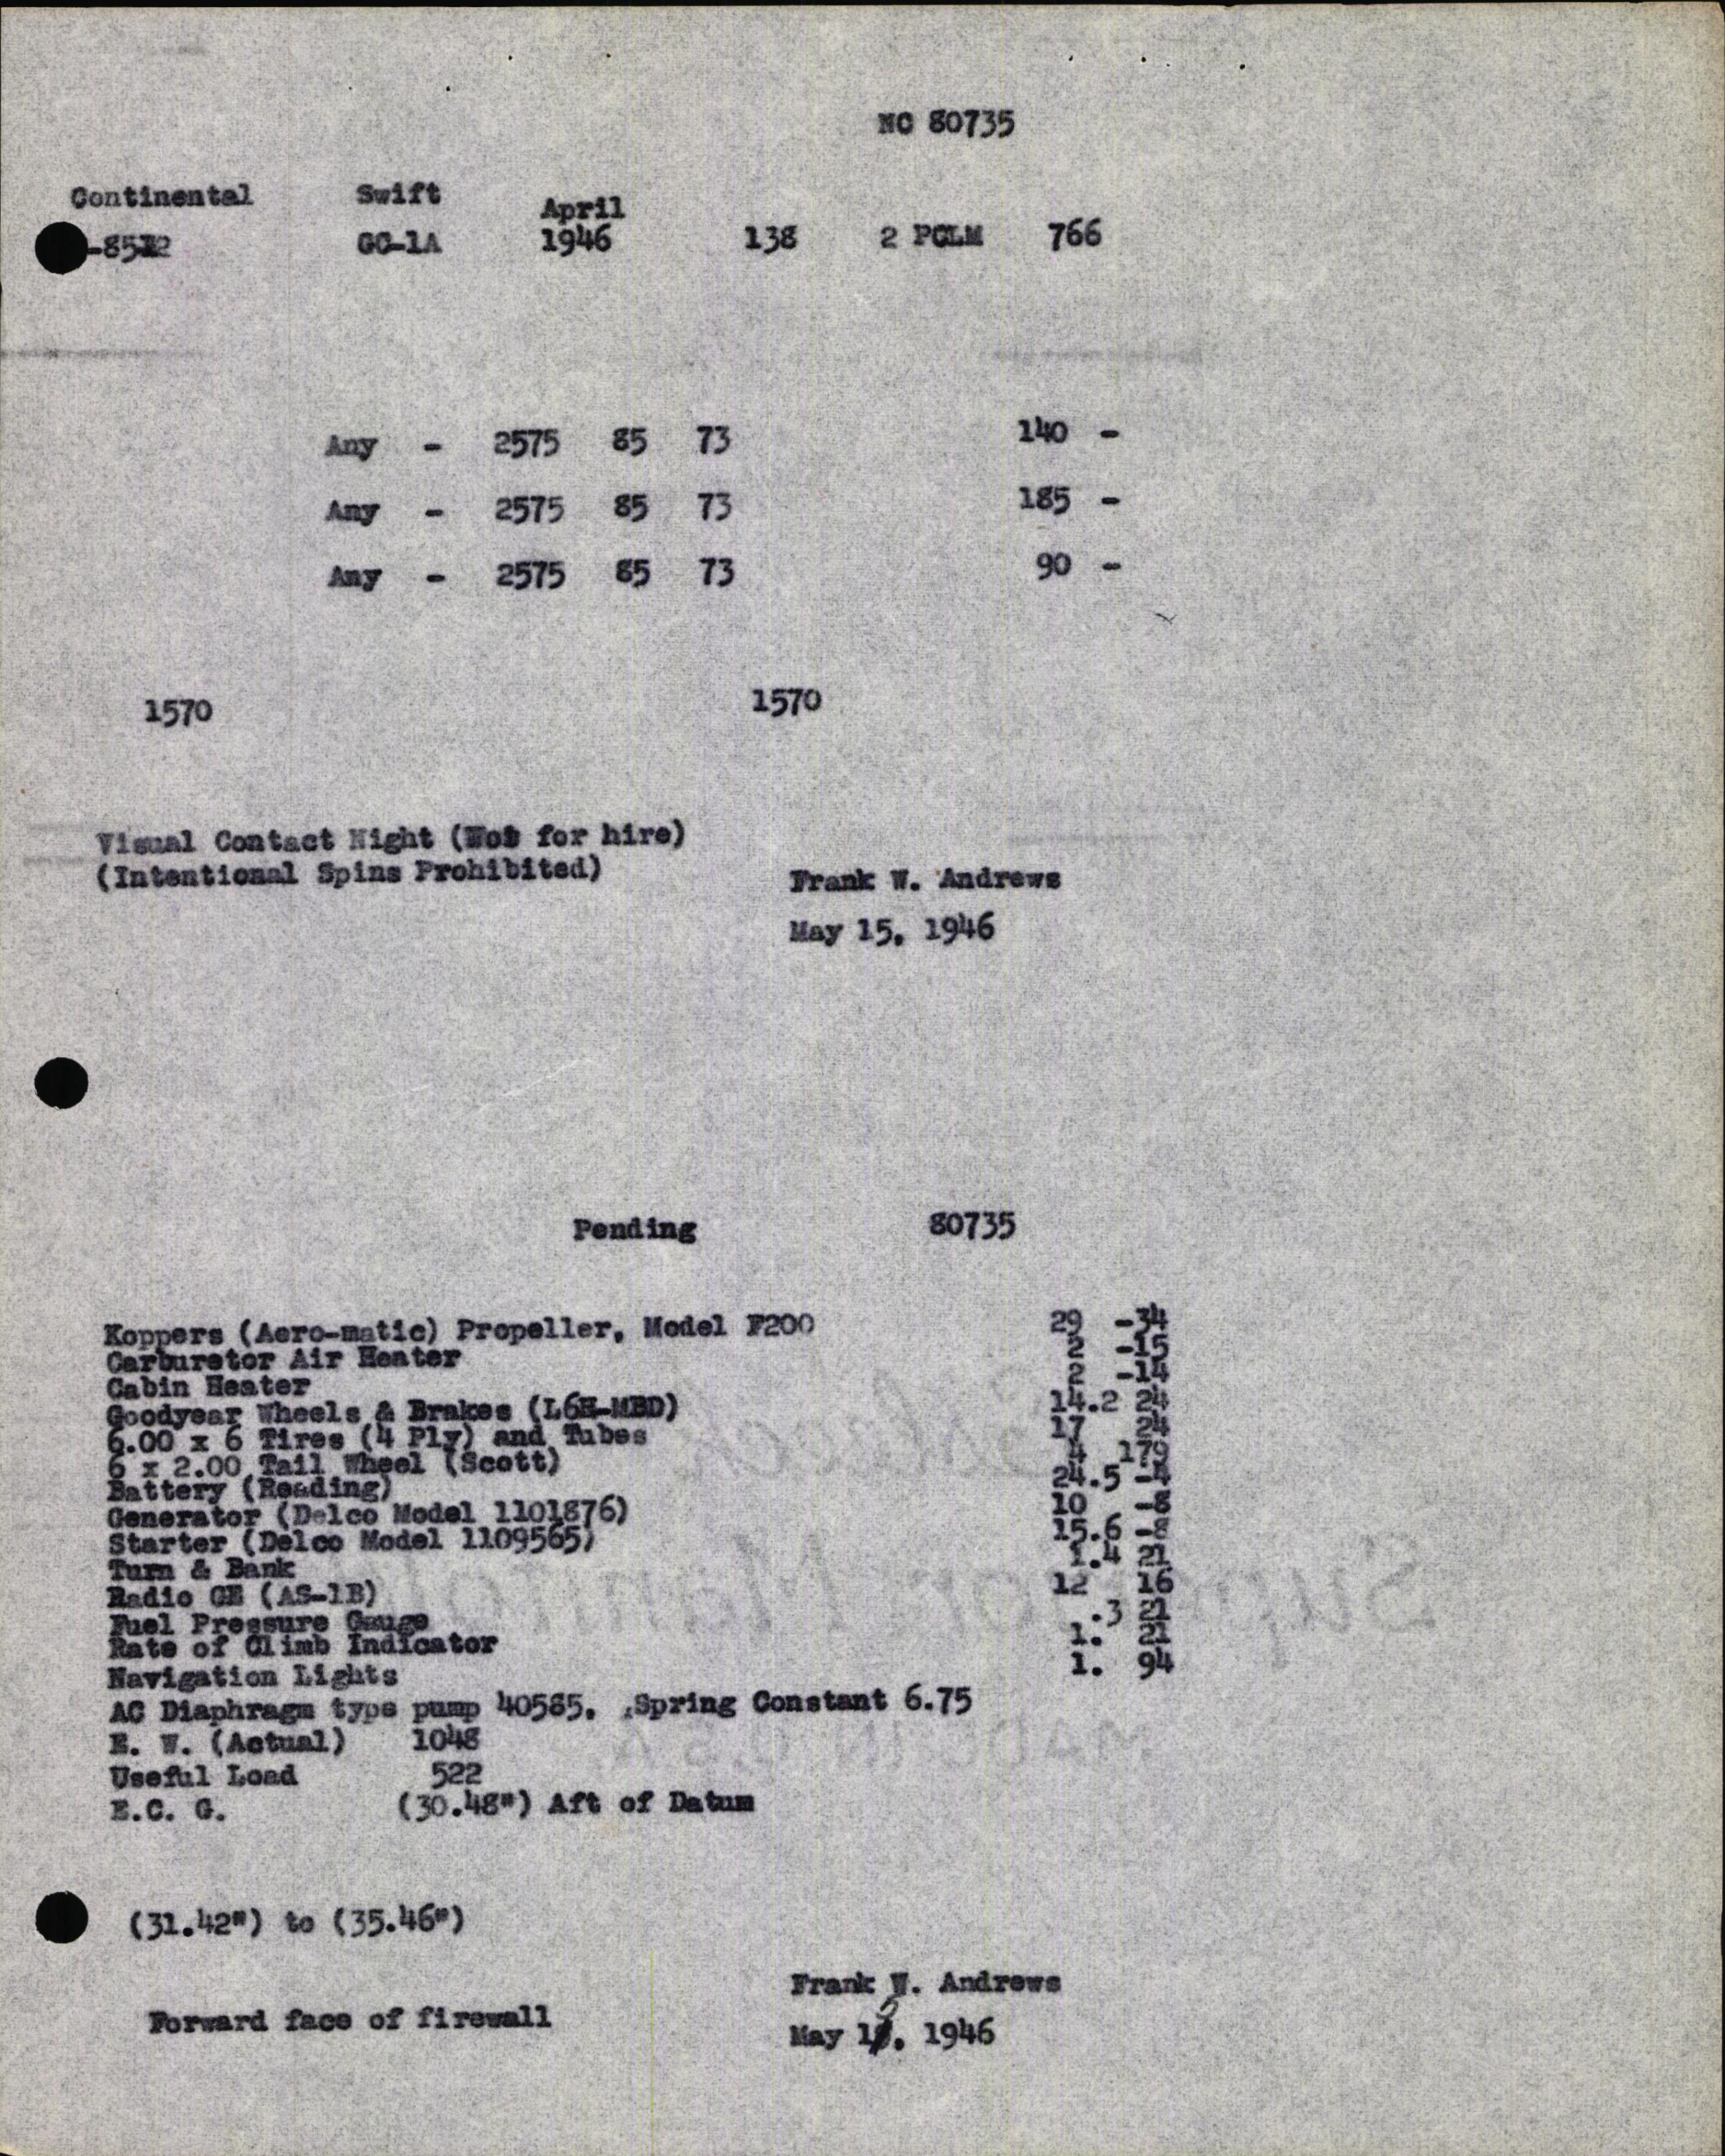 NC 80735
Continental Swift April
GC-1A 1946 138 2 PCLM 766
Any - 2575 85 73 140 -
Any - 2575 85 73 185 -
Any - 2575 85 73 90 -
1570 1570
Visual Contact Night (Not for hire)
(Intentional Spins Prohibited)
Frank W. Andrews
May 15, 1946
Pending 80735
Koppers (Aero-matic) Propeller, Model F200 29 -34
Carburetor Air Heater 2 -15
Cabin Heater 2 -14
Goodyear Wheels & Brakes (L6H-MBD) 14.2 24
6.00 x 6 Tires (4 Ply) and Tubes 17 24
6 x 2.00 Tail Wheel (Scott) 4 179
Battery (Reading) 24.5 -4
Generator (Delco Model 1101876) 10 -8
Starter (Delco Model 1109565) 15.6 -8
Turn & Bank 1.4 21
Radio GE (AS-1B) 12 16
Fuel Pressure Gauge .3 21
Rate of Climb Indicator 1. 21
Navigation Lights 1. 94
AC Diaphragm type pump 40585, Spring Constant 6.75
E. W. (Actual) 1048
Useful Load 522
E.C. G. (30.48") Aft of Datum
(31.42") to (35.46")
Frank W. Andrews
Forward face of firewall
May 15, 1946